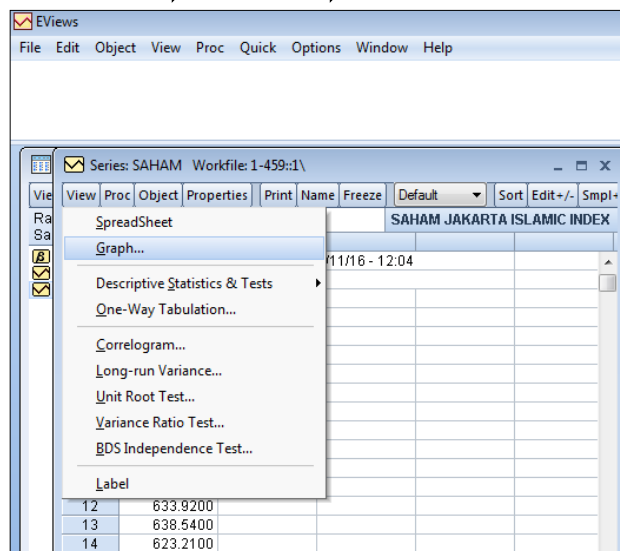 EViews
File Edit Object View Proc Quick Options Window Help
Series: SAHAM Workfile: 1-459::1\
Vie View Proc Object Properties Print Name Freeze Default Sort Edit+/- Smpl+
Ra SAHAM JAKARTA ISLAMIC INDEX
Sa
SpreadSheet
Graph...
/11/16 - 12:04
Descriptive Statistics & Tests
One-Way Tabulation...
Correlogram...
Long-run Variance...
Unit Root Test...
Variance Ratio Test...
BDS Independence Test...
Label
12 633.9200
13 638.5400
14 623.2100